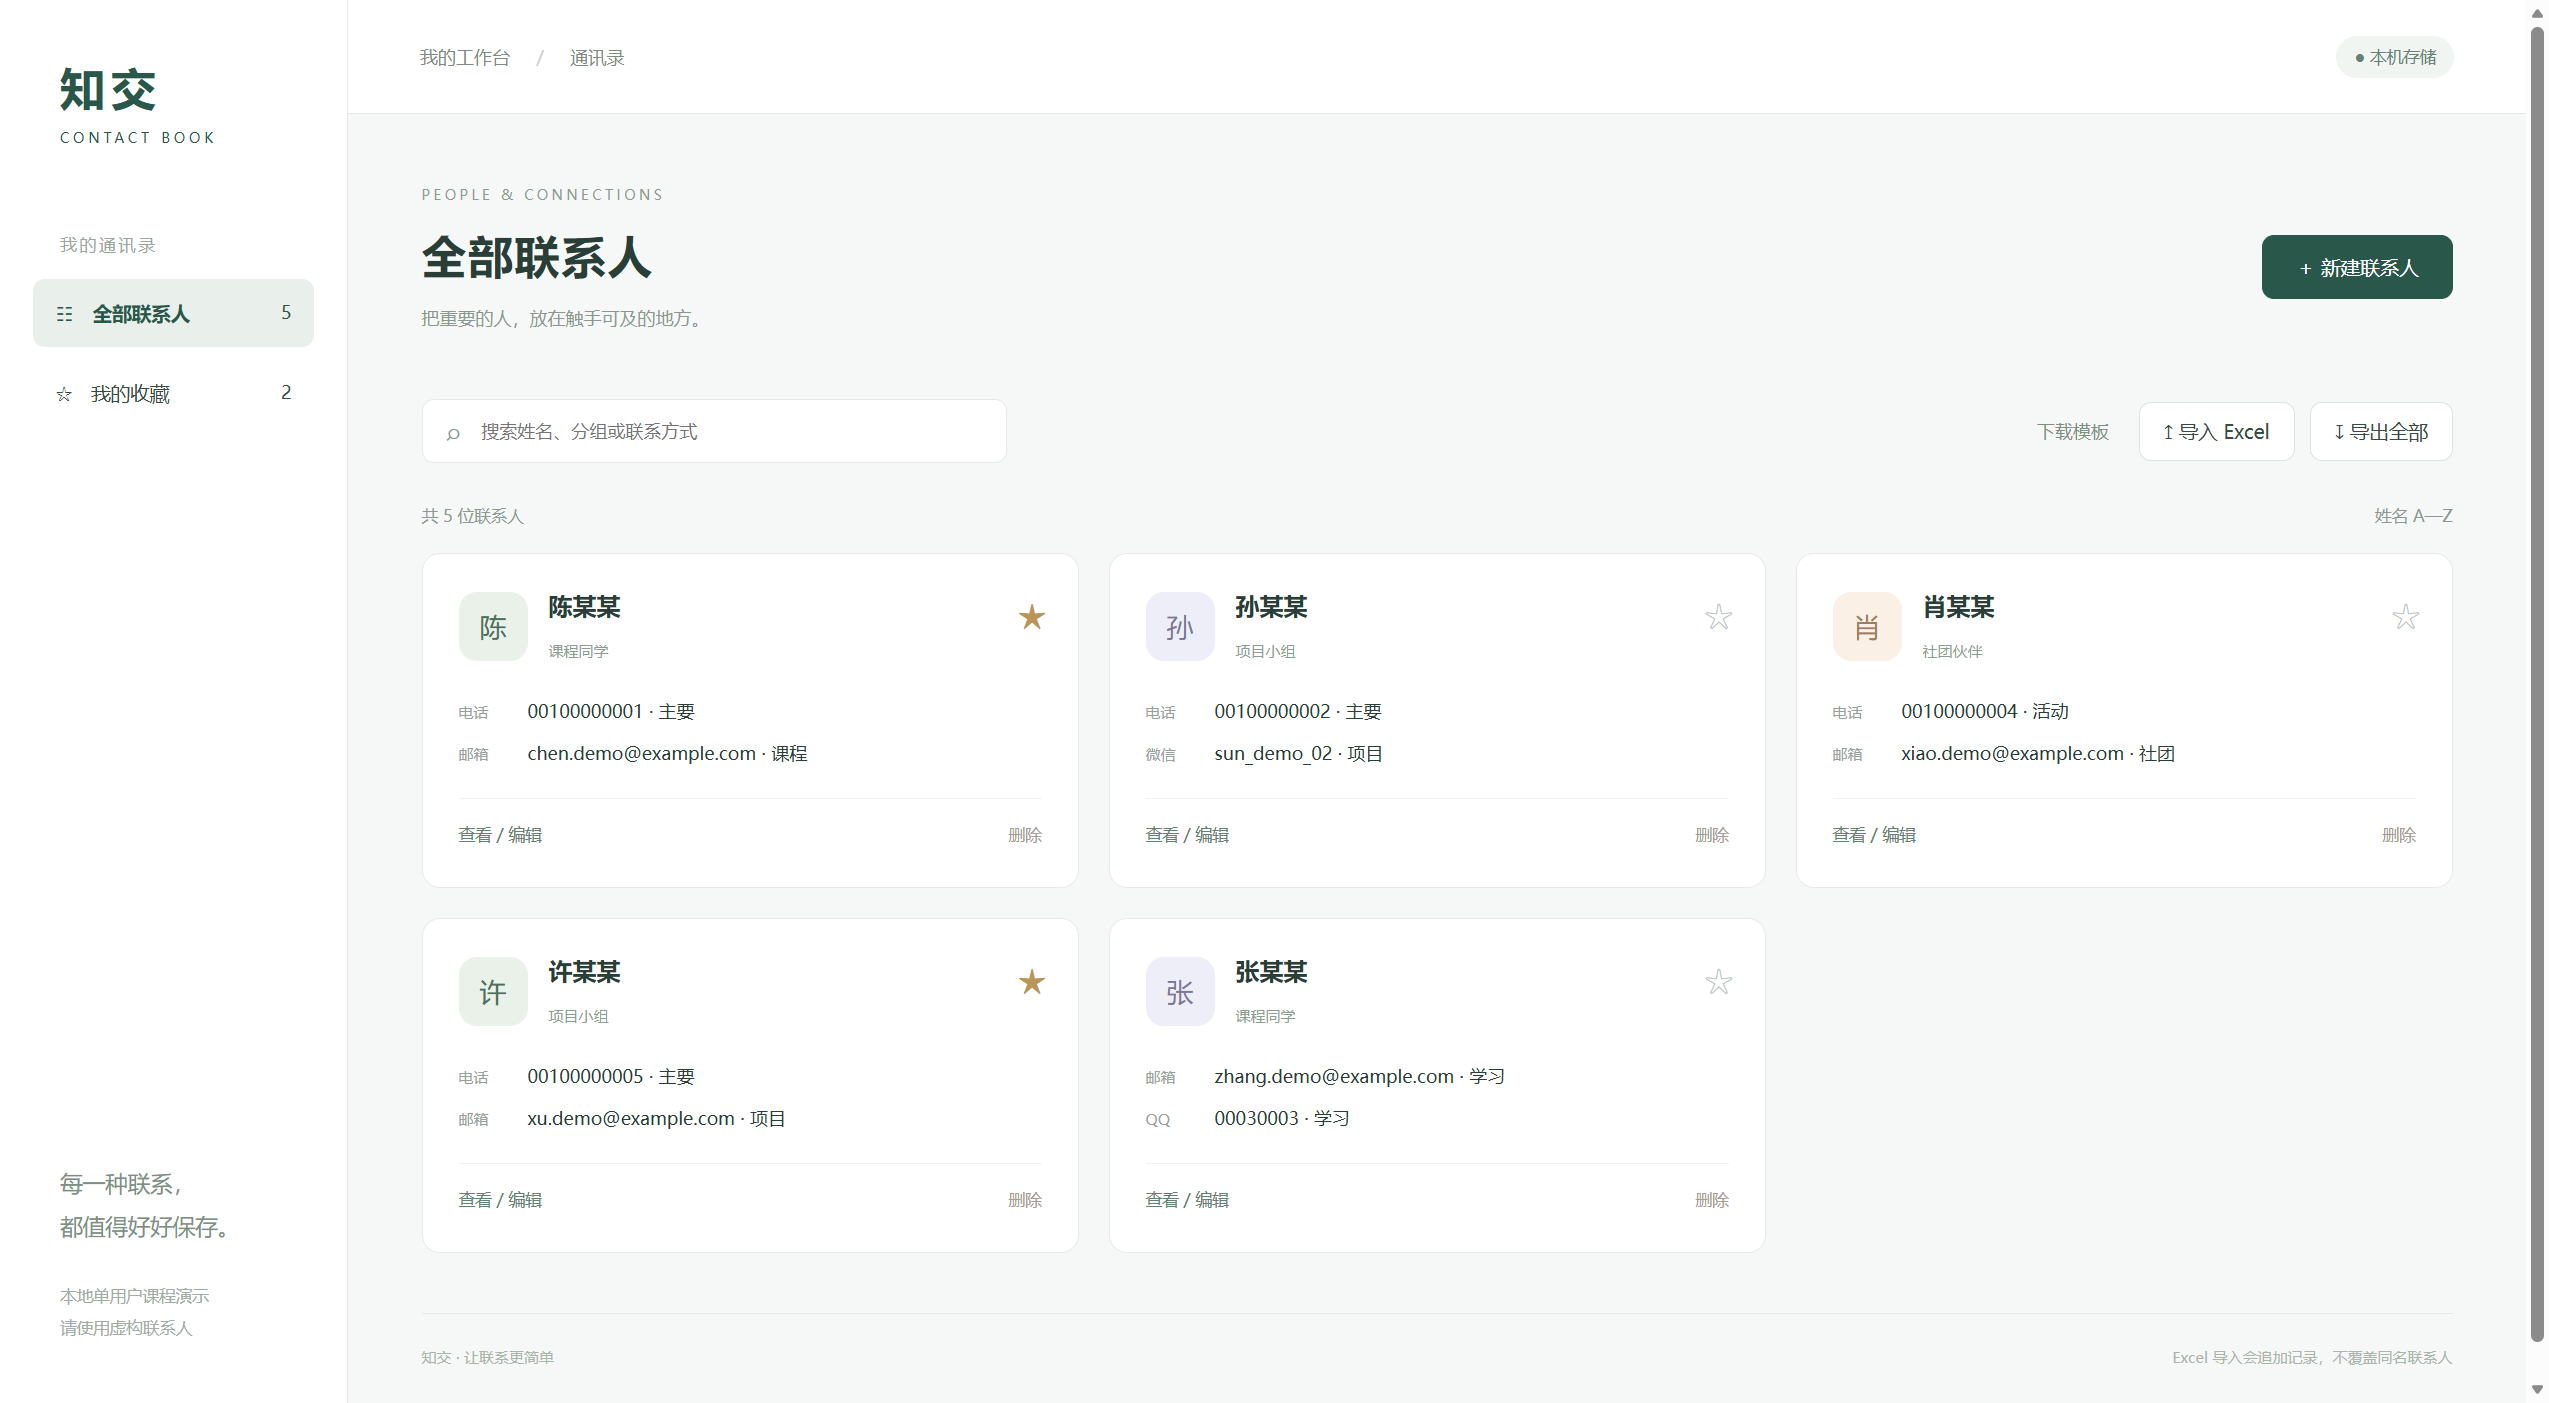 知交
CONTACT BOOK
我的通讯录
全部联系人 5
我的收藏 2
每一种联系，
都值得好好保存。
本地单用户课程演示
请使用虚构联系人
我的工作台 / 通讯录
本机存储
PEOPLE & CONNECTIONS
全部联系人
把重要的人，放在触手可及的地方。
+ 新建联系人
搜索姓名、分组或联系方式
下载模板
↥ 导入 Excel
↧ 导出全部
共 5 位联系人
姓名 A—Z
陈
陈某某
课程同学
电话 00100000001 · 主要
邮箱 chen.demo@example.com · 课程
查看 / 编辑 删除
孙
孙某某
项目小组
电话 00100000002 · 主要
微信 sun_demo_02 · 项目
查看 / 编辑 删除
肖
肖某某
社团伙伴
电话 00100000004 · 活动
邮箱 xiao.demo@example.com · 社团
查看 / 编辑 删除
许
许某某
项目小组
电话 00100000005 · 主要
邮箱 xu.demo@example.com · 项目
查看 / 编辑 删除
张
张某某
课程同学
邮箱 zhang.demo@example.com · 学习
QQ 00030003 · 学习
查看 / 编辑 删除
知交 · 让联系更简单
Excel 导入会追加记录，不覆盖同名联系人